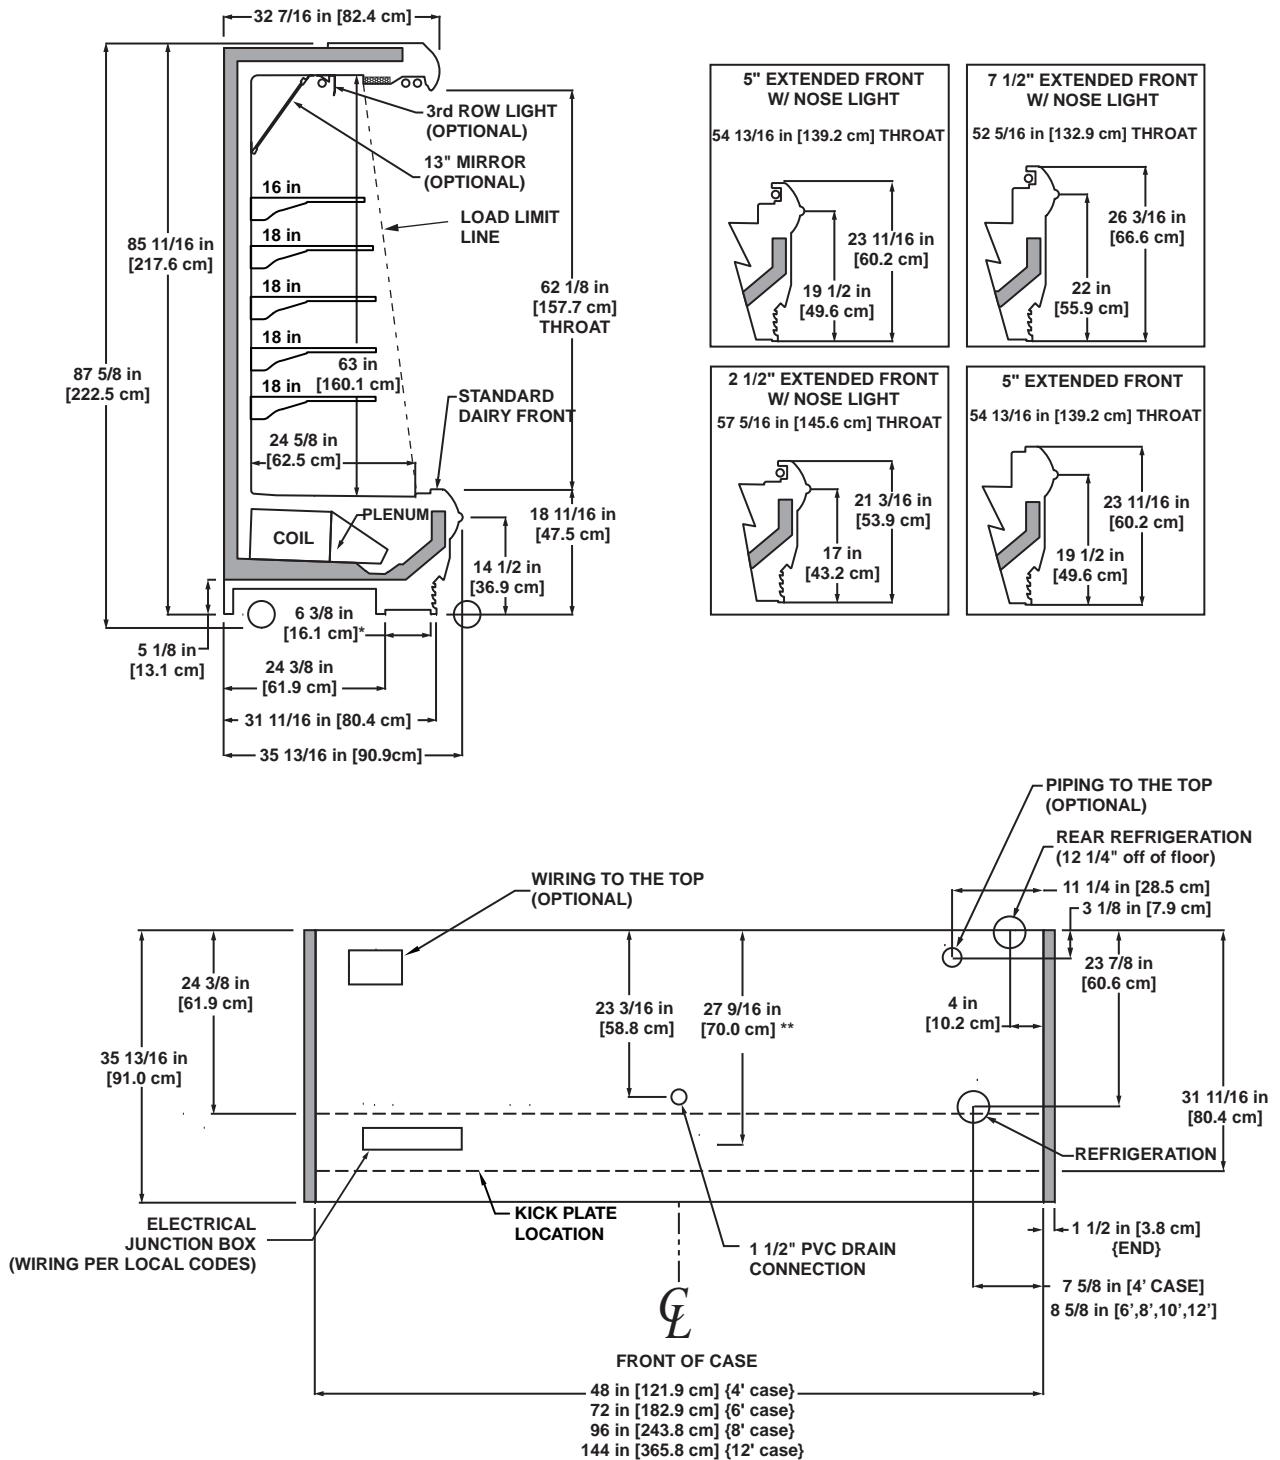 32 7/16 in [82.4 cm]
3rd ROW LIGHT
(OPTIONAL)
13" MIRROR
(OPTIONAL)
16 in
LOAD LIMIT
LINE
18 in
85 11/16 in
[217.6 cm]
18 in
62 1/8 in
[157.7 cm]
THROAT
18 in
63 in
[160.1 cm]
87 5/8 in
[222.5 cm]
18 in
STANDARD
DAIRY FRONT
24 5/8 in
[62.5 cm]
PLENUM
COIL
18 11/16 in
[47.5 cm]
14 1/2 in
[36.9 cm]
6 3/8 in
[16.1 cm]*
5 1/8 in
[13.1 cm]
24 3/8 in
[61.9 cm]
31 11/16 in [80.4 cm]
35 13/16 in [90.9cm]
5" EXTENDED FRONT
W/ NOSE LIGHT
54 13/16 in [139.2 cm] THROAT
23 11/16 in
[60.2 cm]
19 1/2 in
[49.6 cm]
7 1/2" EXTENDED FRONT
W/ NOSE LIGHT
52 5/16 in [132.9 cm] THROAT
26 3/16 in
[66.6 cm]
22 in
[55.9 cm]
2 1/2" EXTENDED FRONT
W/ NOSE LIGHT
57 5/16 in [145.6 cm] THROAT
21 3/16 in
[53.9 cm]
17 in
[43.2 cm]
5" EXTENDED FRONT
54 13/16 in [139.2 cm] THROAT
23 11/16 in
[60.2 cm]
19 1/2 in
[49.6 cm]
PIPING TO THE TOP
(OPTIONAL)
REAR REFRIGERATION
(12 1/4" off of floor)
WIRING TO THE TOP
(OPTIONAL)
11 1/4 in [28.5 cm]
3 1/8 in [7.9 cm]
24 3/8 in
[61.9 cm]
23 3/16 in
[58.8 cm]
27 9/16 in
[70.0 cm] **
4 in
[10.2 cm]
23 7/8 in
[60.6 cm]
35 13/16 in
[91.0 cm]
31 11/16 in
[80.4 cm]
REFRIGERATION
KICK PLATE
LOCATION
ELECTRICAL
JUNCTION BOX
(WIRING PER LOCAL CODES)
1 1/2" PVC DRAIN
CONNECTION
1 1/2 in [3.8 cm]
{END}
7 5/8 in [4’ CASE]
8 5/8 in [6’,8’,10’,12’]
CL
FRONT OF CASE
48 in [121.9 cm] {4' case}
72 in [182.9 cm] {6' case}
96 in [243.8 cm] {8' case}
144 in [365.8 cm] {12' case}